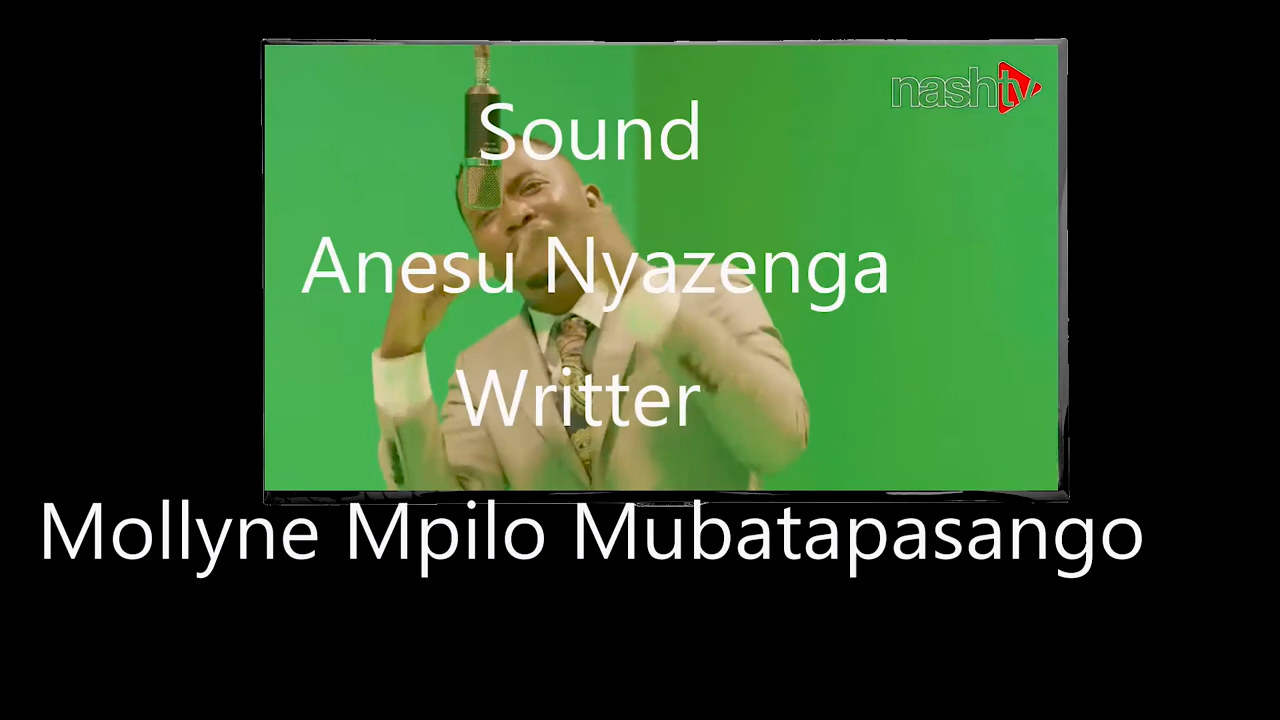 nashtv
Sound
Anesu Nyazenga
Writter
Mollyne Mpilo Mubatapasango